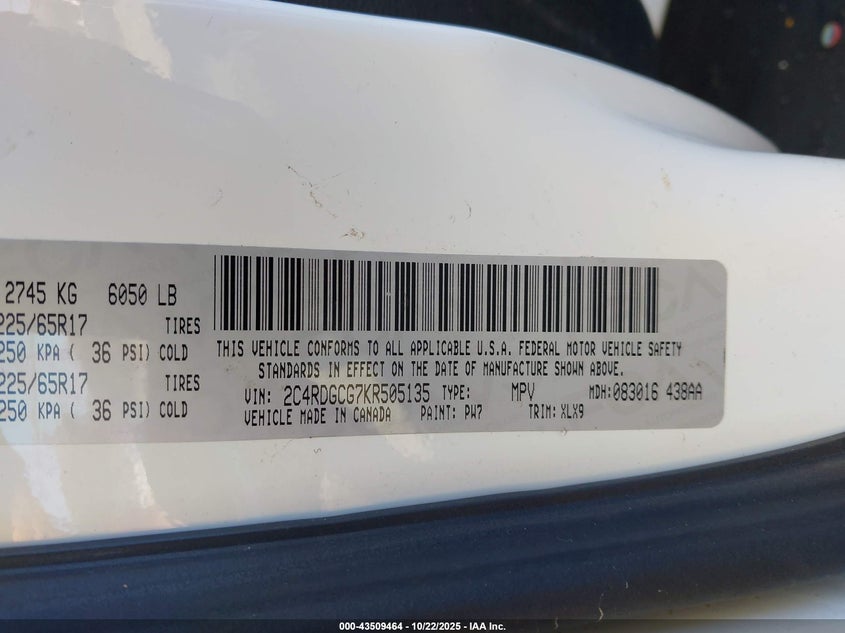 2745 KG 6050 LB
225/65R17 TIRES
250 KPA ( 36 PSI) COLD
225/65R17 TIRES
250 KPA ( 36 PSI) COLD
THIS VEHICLE CONFORMS TO ALL APPLICABLE U.S.A. FEDERAL MOTOR VEHICLE SAFETY
STANDARDS IN EFFECT ON THE DATE OF MANUFACTURE SHOWN ABOVE.
VIN: 2C4RDGCG7KR505135 TYPE: MPV MDH:083016 438AA
VEHICLE MADE IN CANADA PAINT: PW7 TRIM: XLX9
000-43509464 - 10/22/2025 - IAA Inc.